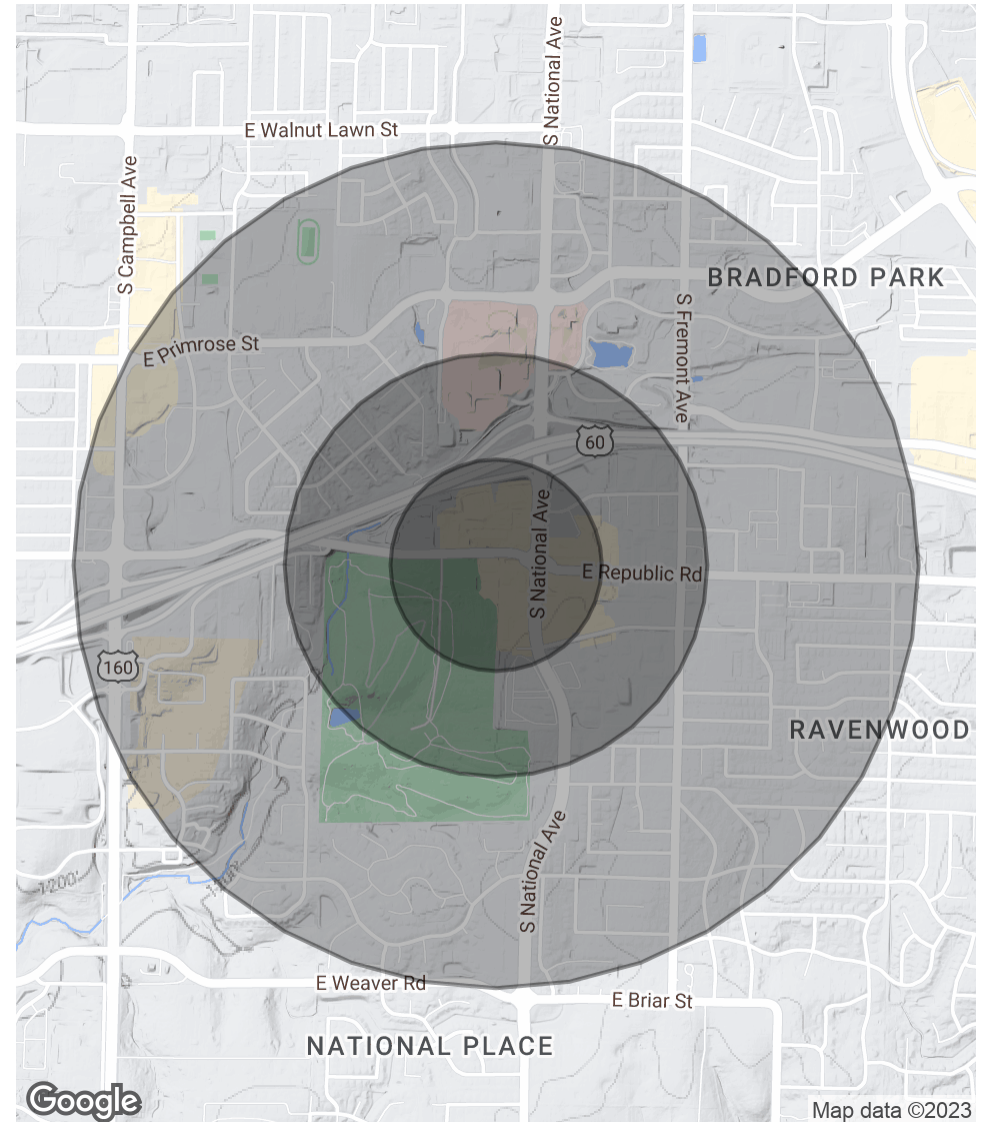 S National Ave
E Walnut Lawn St
S Campbell Ave
BRADFORD PARK
S Fremont Ave
E Primrose St
60
S National Ave
E Republic Rd
160
RAVENWOOD
S National Ave
1200'
E Weaver Rd
E Briar St
NATIONAL PLACE
Google
Map data ©2023